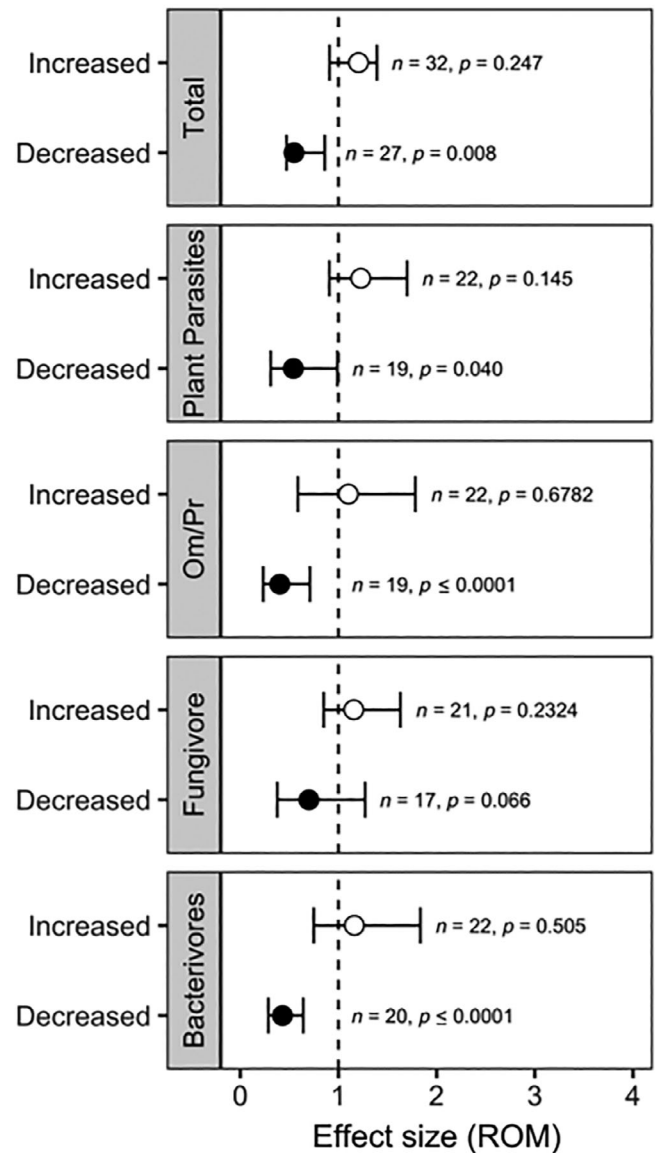 Total
Increased
n = 32, p = 0.247
Decreased
n = 27, p = 0.008
Plant Parasites
Increased
n = 22, p = 0.145
Decreased
n = 19, p = 0.040
Om/Pr
Increased
n = 22, p = 0.6782
Decreased
n = 19, p ≤ 0.0001
Fungivore
Increased
n = 21, p = 0.2324
Decreased
n = 17, p = 0.066
Bacterivores
Increased
n = 22, p = 0.505
Decreased
n = 20, p ≤ 0.0001
0 1 2 3 4
Effect size (ROM)